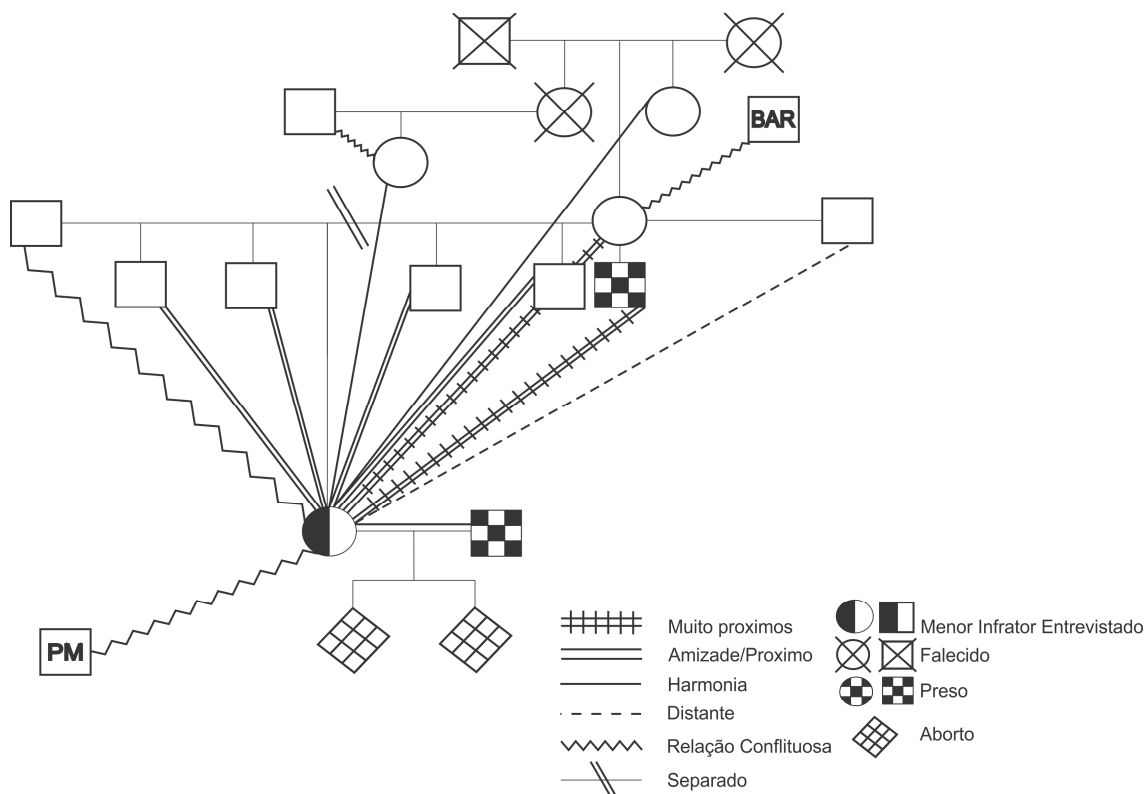 BAR
PM
Muito proximos
Amizade/Proximo
Harmonia
Distante
Relação Conflituosa
Separado
Menor Infrator Entrevistado
Falecido
Preso
Aborto